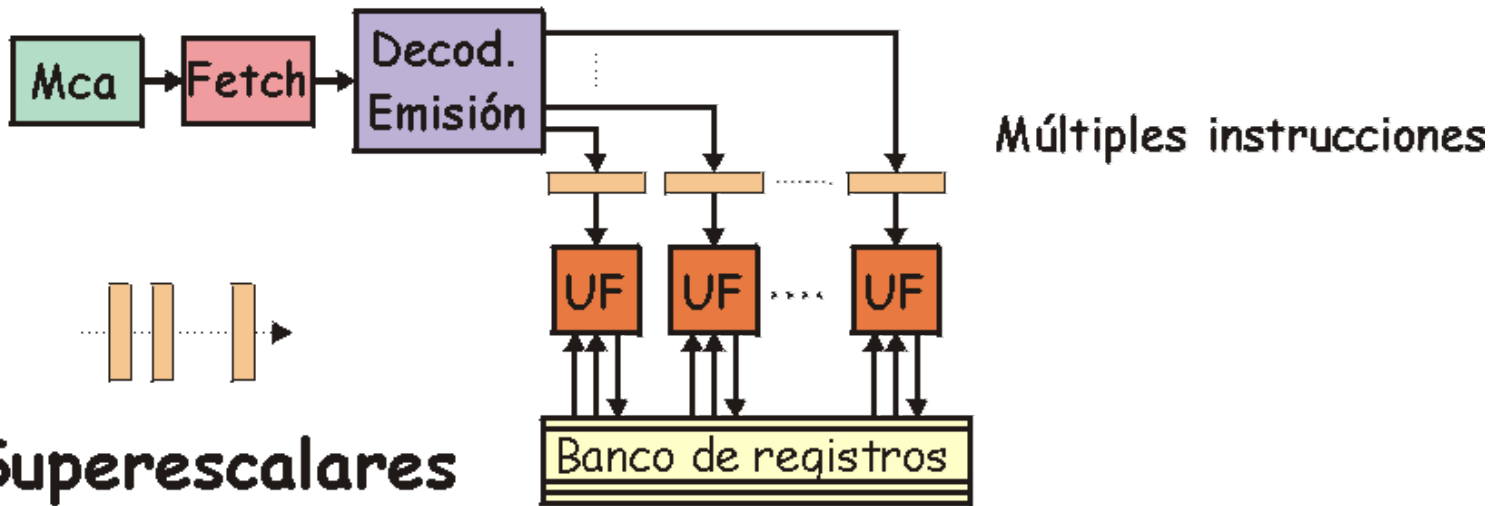 Mca
Fetch
Decod.
Emisión
Múltiples instrucciones
UF
UF
UF
Superescalares
Banco de registros